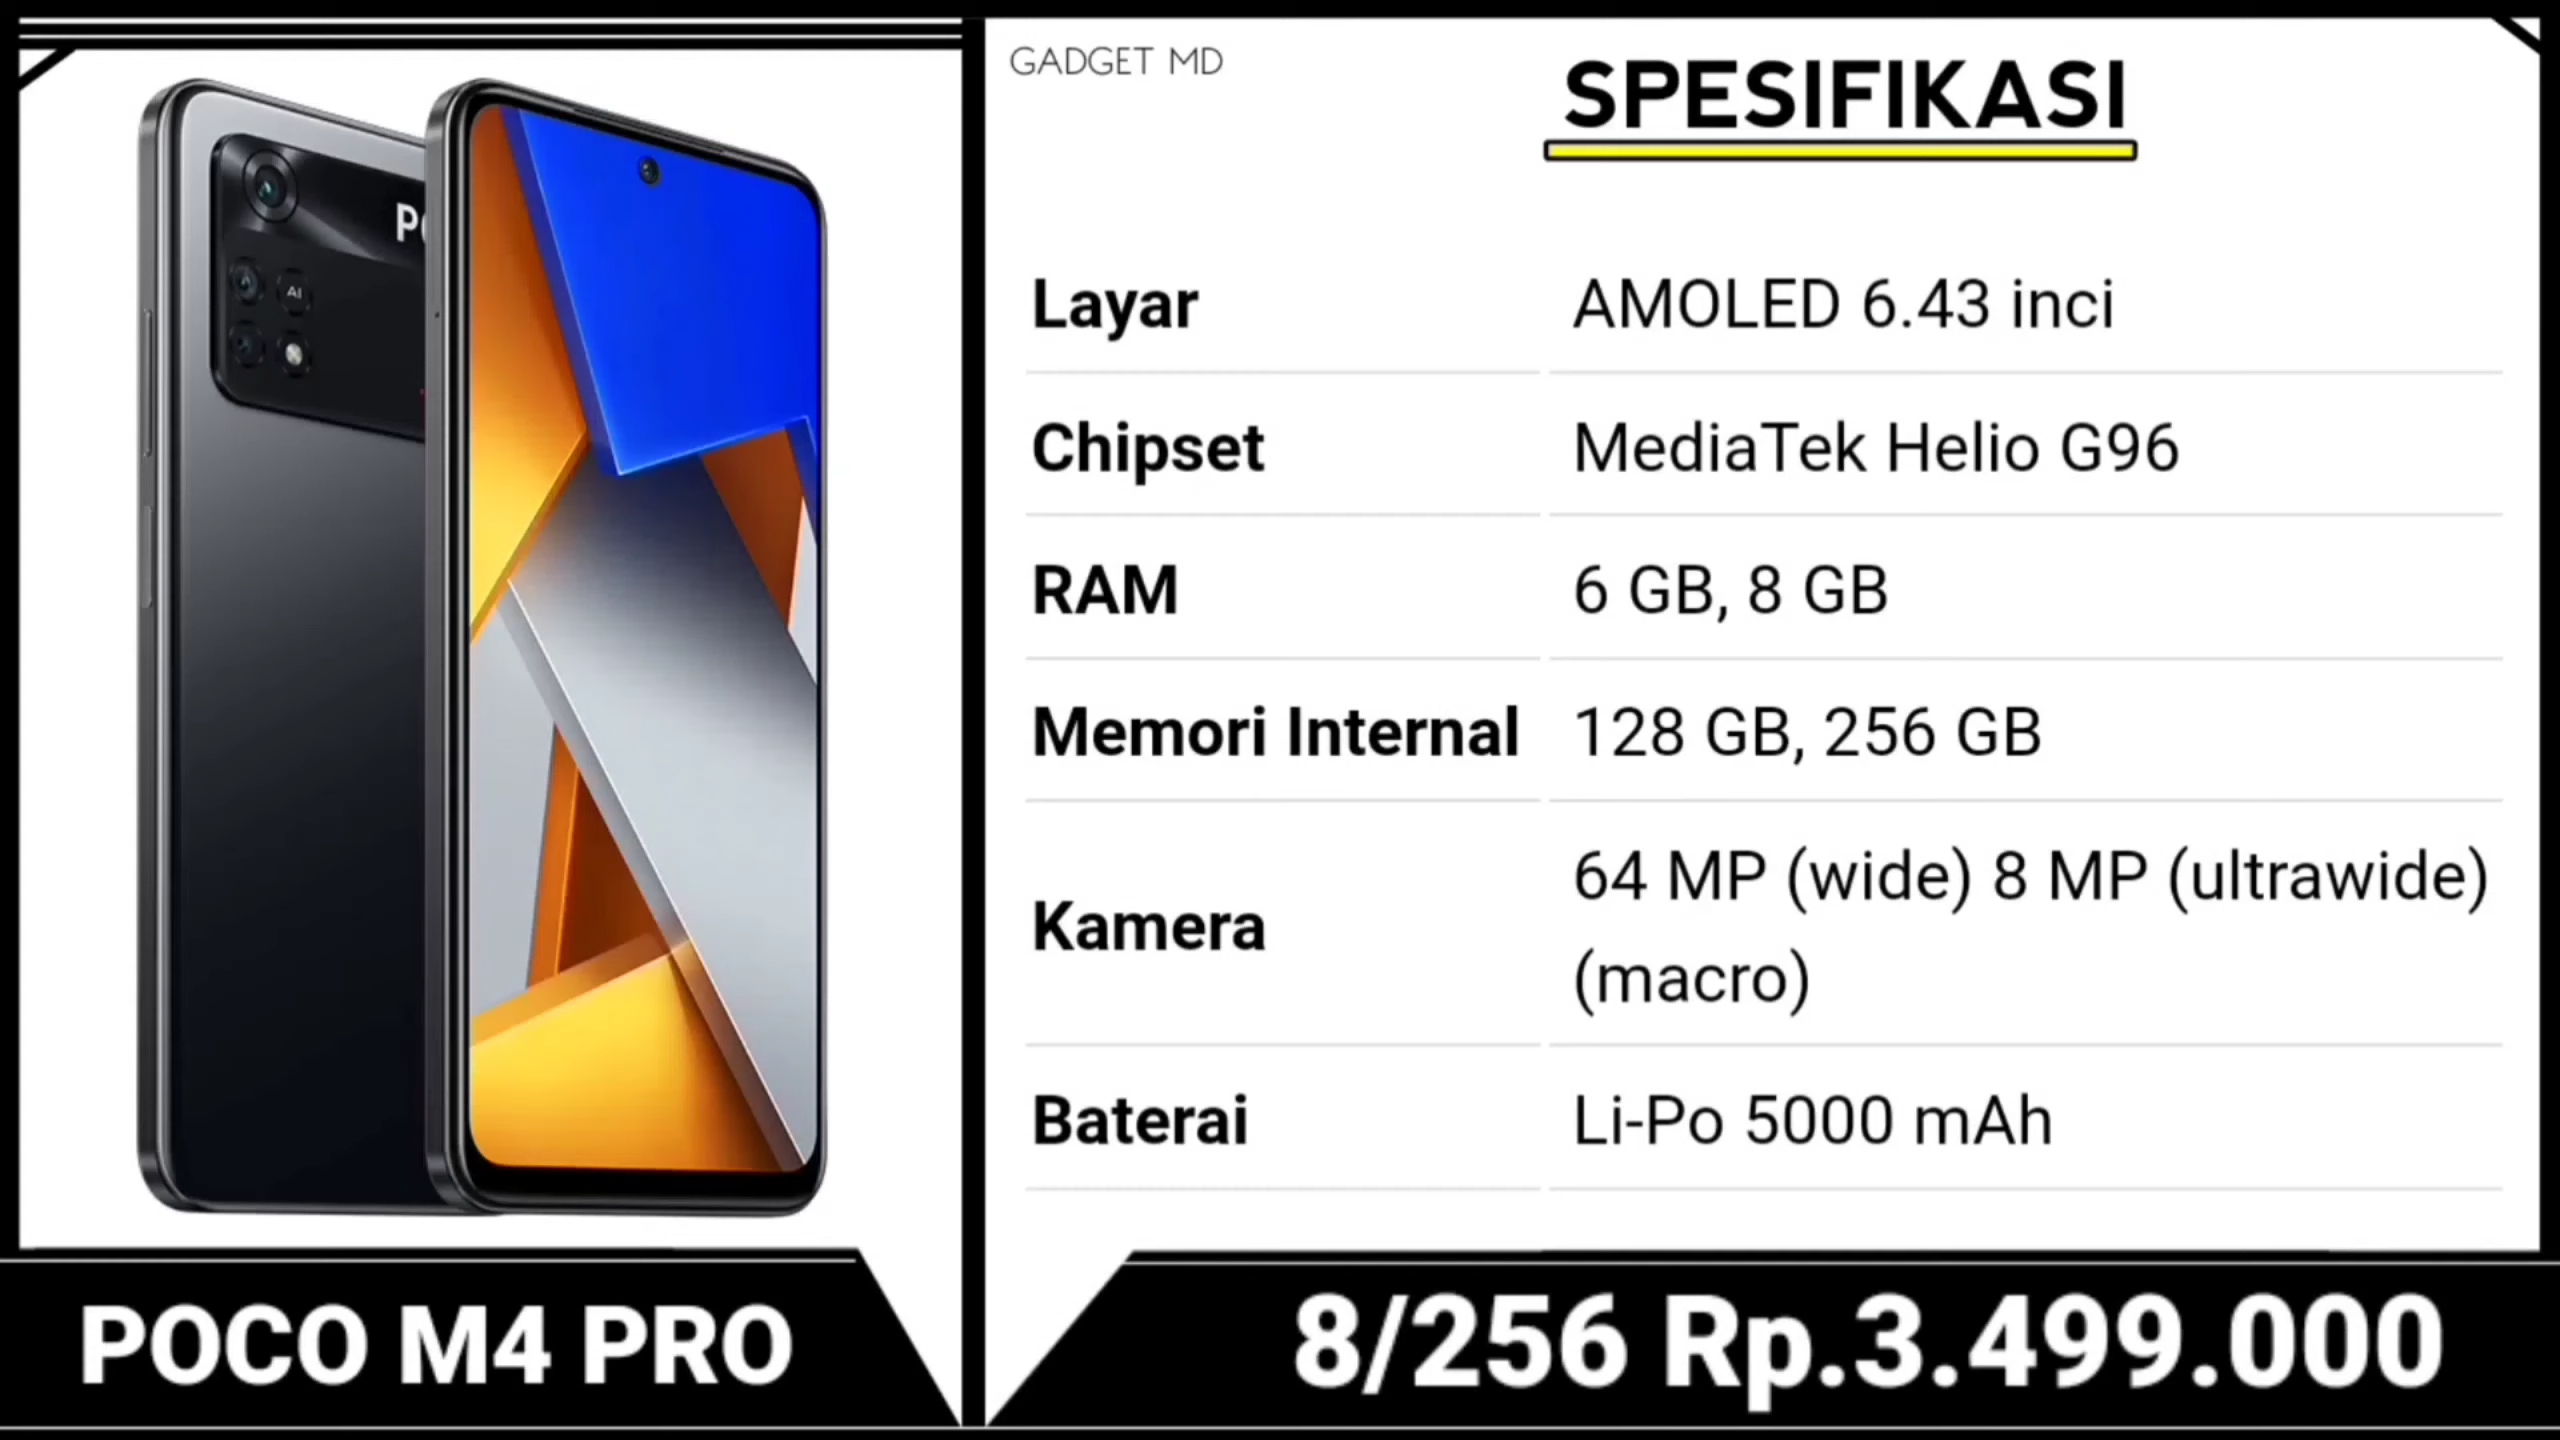 GADGET MD
SPESIFIKASI
AI
Layar AMOLED 6.43 inci
Chipset MediaTek Helio G96
RAM 6 GB, 8 GB
Memori Internal 128 GB, 256 GB
Kamera 64 MP (wide) 8 MP (ultrawide)
(macro)
Baterai Li-Po 5000 mAh
POCO M4 PRO
8/256 Rp.3.499.000